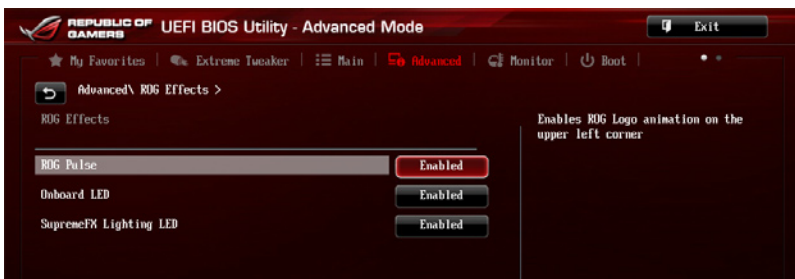 REPUBLIC OF
GAMERS
UEFI BIOS Utility - Advanced Mode
Exit
My Favorites | Extreme Tweaker | Main | Advanced | Monitor | Boot |
Advanced\ ROG Effects >
ROG Effects
Enables ROG Logo animation on the
upper left corner
ROG Pulse Enabled
Onboard LED Enabled
SupremeFX Lighting LED Enabled